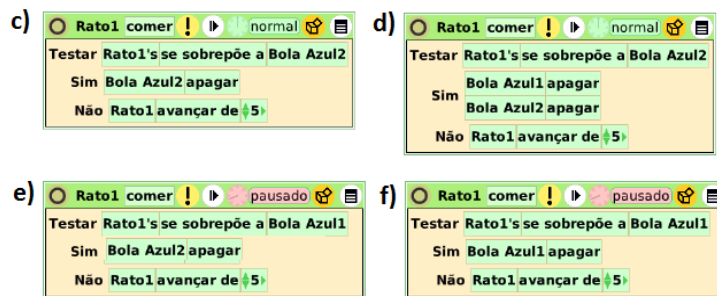 c)
Rato1 comer ! normal
Testar Rato1's se sobrepõe a Bola Azul2
Sim Bola Azul2 apagar
Não Rato1 avançar de 5
d)
Rato1 comer ! normal
Testar Rato1's se sobrepõe a Bola Azul2
Sim Bola Azul1 apagar
Bola Azul2 apagar
Não Rato1 avançar de 5
e)
Rato1 comer ! pausado
Testar Rato1's se sobrepõe a Bola Azul1
Sim Bola Azul2 apagar
Não Rato1 avançar de 5
f)
Rato1 comer ! pausado
Testar Rato1's se sobrepõe a Bola Azul1
Sim Bola Azul1 apagar
Não Rato1 avançar de 5